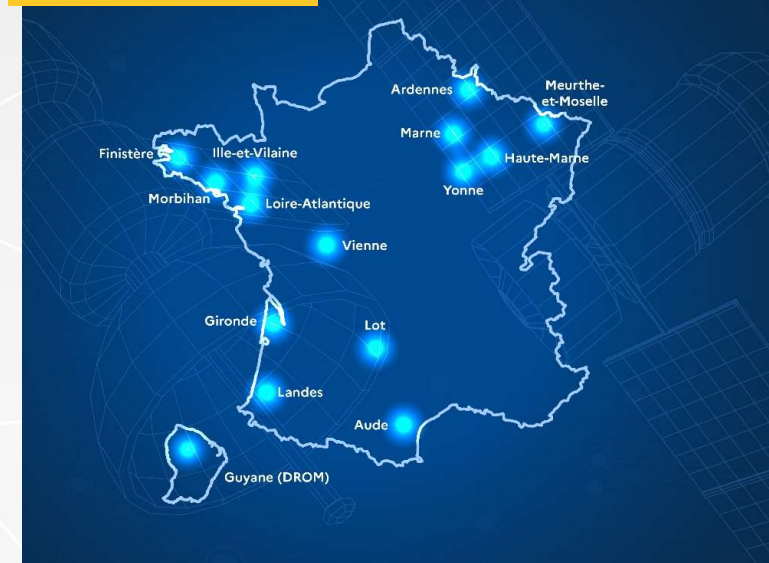 Ardennes
Meurthe-
et-Moselle
Marne
Finistère
Ille-et-Vilaine
Haute-Marne
Yonne
Morbihan
Loire-Atlantique
Vienne
Gironde
Lot
Landes
Aude
Guyane (DROM)